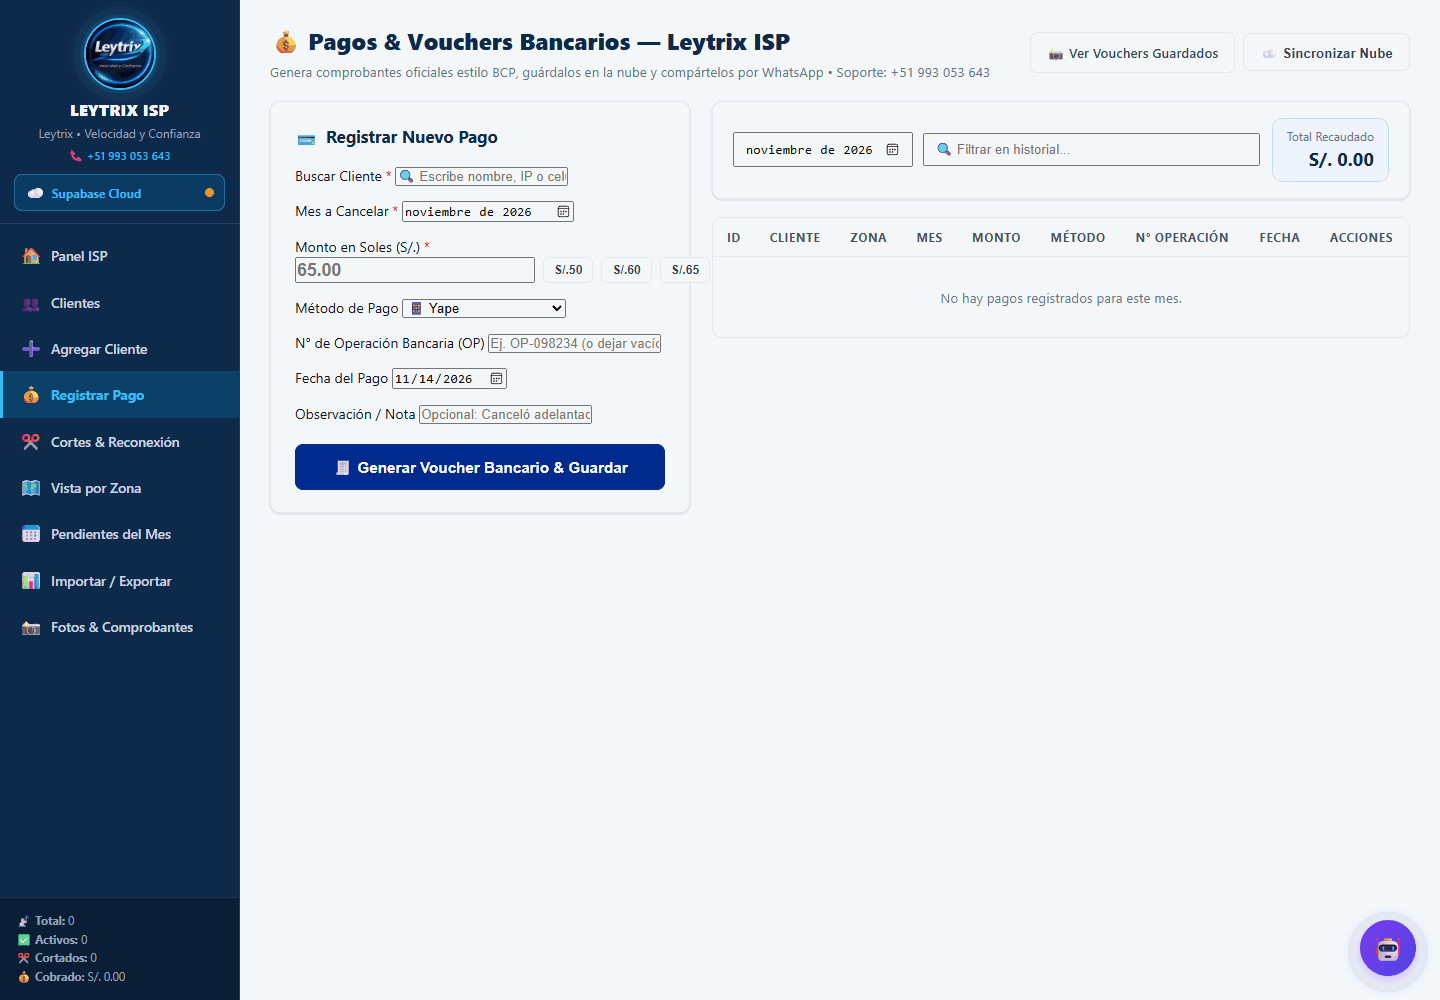 Leytrix
Velocidad y Confianza
LEYTRIX ISP
Leytrix • Velocidad y Confianza
📞 +51 993 053 643
☁️ Supabase Cloud
🏠 Panel ISP
👥 Clientes
➕ Agregar Cliente
💰 Registrar Pago
✂️ Cortes & Reconexión
🗺️ Vista por Zona
📅 Pendientes del Mes
📊 Importar / Exportar
📸 Fotos & Comprobantes
📡 Total: 0
✅ Activos: 0
✂️ Cortados: 0
💰 Cobrado: S/. 0.00
💰 Pagos & Vouchers Bancarios — Leytrix ISP
Genera comprobantes oficiales estilo BCP, guárdalos en la nube y compártelos por WhatsApp • Soporte: +51 993 053 643
📷 Ver Vouchers Guardados
☁️ Sincronizar Nube
💳 Registrar Nuevo Pago
Buscar Cliente * 🔍 Escribe nombre, IP o cel
Mes a Cancelar * noviembre de 2026
Monto en Soles (S/.) *
65.00 S/.50 S/.60 S/.65
Método de Pago 📱 Yape
N° de Operación Bancaria (OP) Ej. OP-098234 (o dejar vacío
Fecha del Pago 11/14/2026
Observación / Nota Opcional: Canceló adelantad
🧾 Generar Voucher Bancario & Guardar
noviembre de 2026
🔍 Filtrar en historial...
Total Recaudado
S/. 0.00
ID CLIENTE ZONA MES MONTO MÉTODO N° OPERACIÓN FECHA ACCIONES
No hay pagos registrados para este mes.